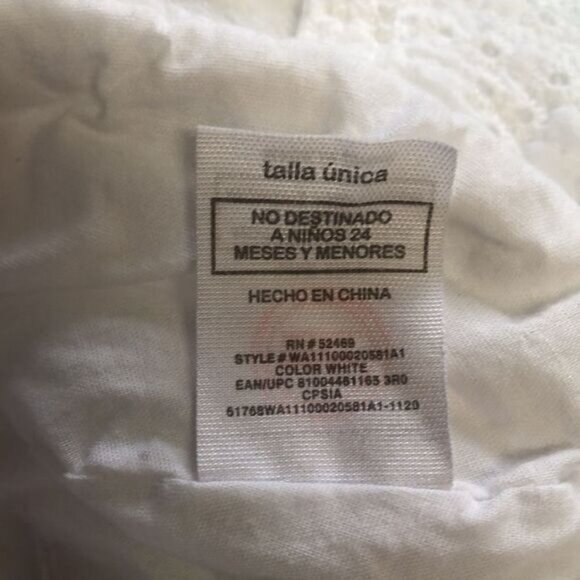 talla única
NO DESTINADO
A NIÑOS 24
MESES Y MENORES
HECHO EN CHINA
RN # 52469
STYLE # WA11100020581A1
COLOR WHITE
EAN/UPC 81004461165 3R0
CPSIA
61768WA11100020581A1-1120